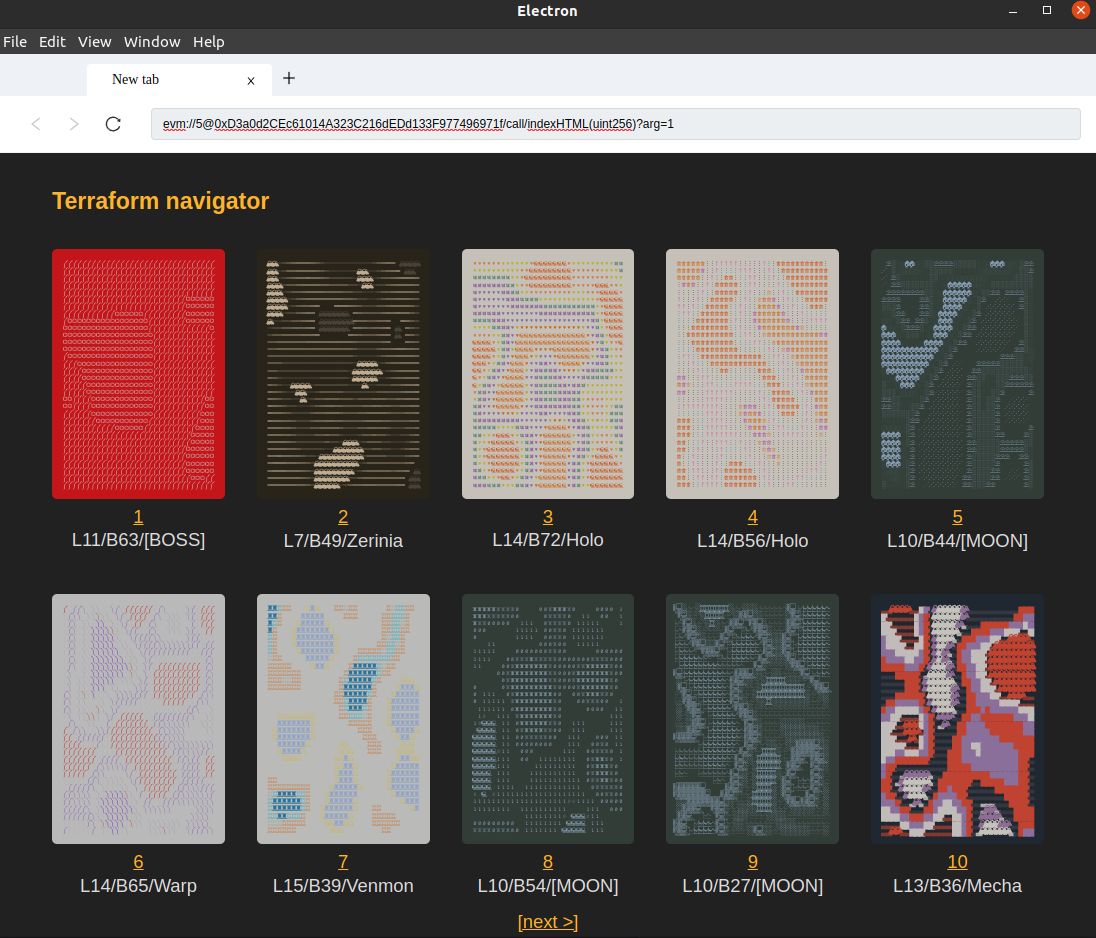 Electron
File Edit View Window Help
New tab x +
evm://5@0xD3a0d2CEc61014A323C216dEDd133F977496971f/call/indexHTML(uint256)?arg=1
Terraform navigator
1 2 3 4 5
L11/B63/[BOSS] L7/B49/Zerinia L14/B72/Holo L14/B56/Holo L10/B44/[MOON]
6 7 8 9 10
L14/B65/Warp L15/B39/Venmon L10/B54/[MOON] L10/B27/[MOON] L13/B36/Mecha
[next >]